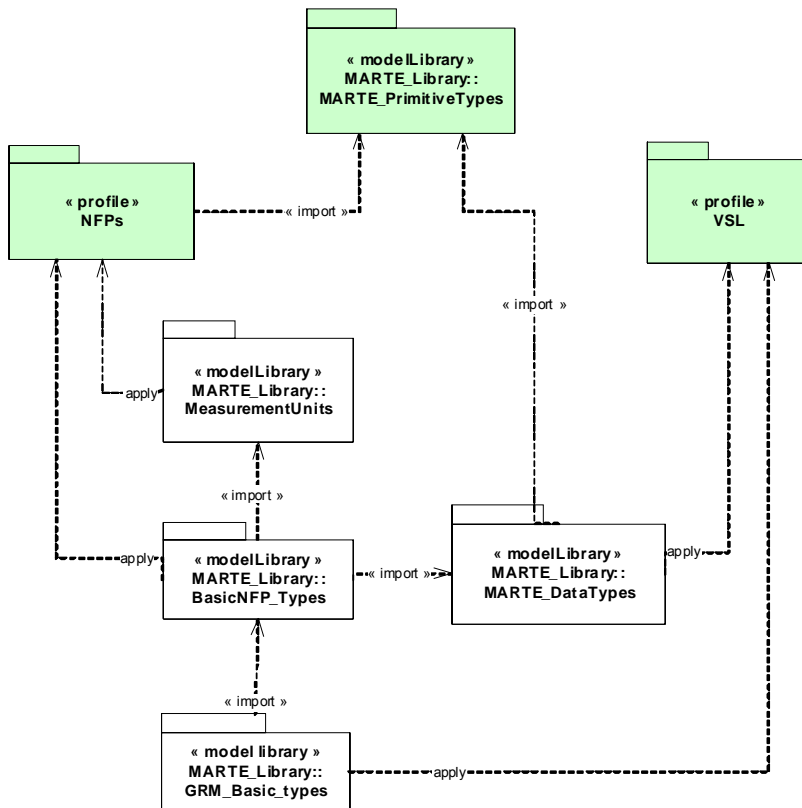 « modelLibrary»
MARTE_Library::
MARTE_PrimitiveTypes
« profile»
NFPs
« import »
« profile»
VSL
« import »
« modelLibrary»
MARTE_Library::
MeasurementUnits
apply
« import »
apply
« modelLibrary»
MARTE_Library::
BasicNFP_Types
« import »
« modelLibrary»
MARTE_Library::
MARTE_DataTypes
apply
« import »
« model library »
MARTE_Library::
GRM_Basic_types
apply